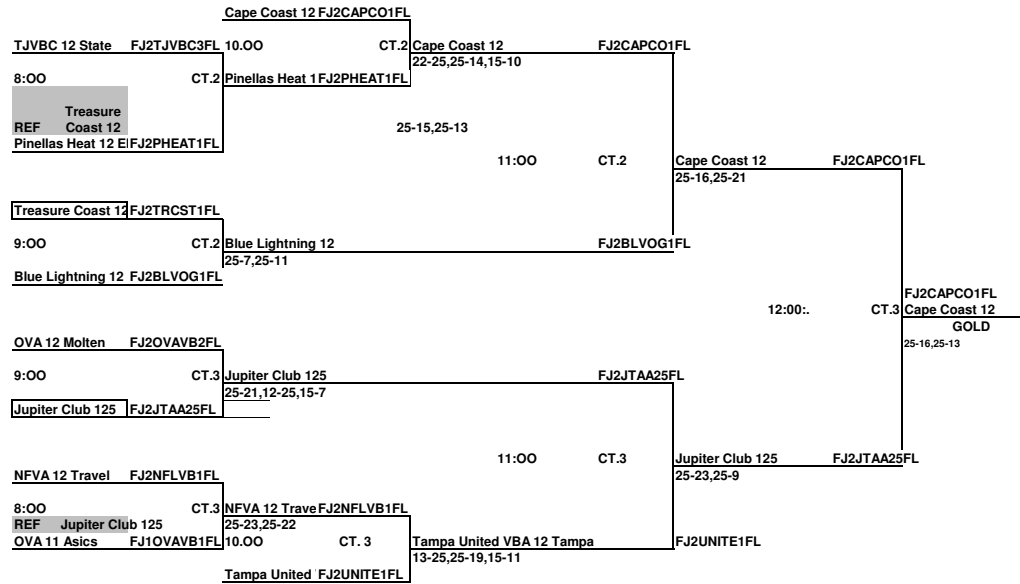 Cape Coast 12 FJ2CAPCO1FL
TJVBC 12 State FJ2TJVBC3FL 10.OO CT.2 Cape Coast 12 FJ2CAPCO1FL
22-25,25-14,15-10
8:OO CT.2 Pinellas Heat 1 FJ2PHEAT1FL
Treasure
REF Coast 12 25-15,25-13
Pinellas Heat 12 El FJ2PHEAT1FL
11:OO CT.2 Cape Coast 12 FJ2CAPCO1FL
25-16,25-21
Treasure Coast 12 FJ2TRCST1FL
9:OO CT.2 Blue Lightning 12 FJ2BLVOG1FL
25-7,25-11
Blue Lightning 12 FJ2BLVOG1FL
FJ2CAPCO1FL
12:00:. CT.3 Cape Coast 12
GOLD
OVA 12 Molten FJ2OVAVB2FL 25-16,25-13
9:OO CT.3 Jupiter Club 125 FJ2JTAA25FL
25-21,12-25,15-7
Jupiter Club 125 FJ2JTAA25FL
11:OO CT.3 Jupiter Club 125 FJ2JTAA25FL
NFVA 12 Travel FJ2NFLVB1FL 25-23,25-9
8:OO CT.3 NFVA 12 Trave FJ2NFLVB1FL
REF Jupiter Club 125 25-23,25-22
OVA 11 Asics FJ1OVAVB1FL 10.OO CT. 3 Tampa United VBA 12 Tampa FJ2UNITE1FL
13-25,25-19,15-11
Tampa United ' FJ2UNITE1FL